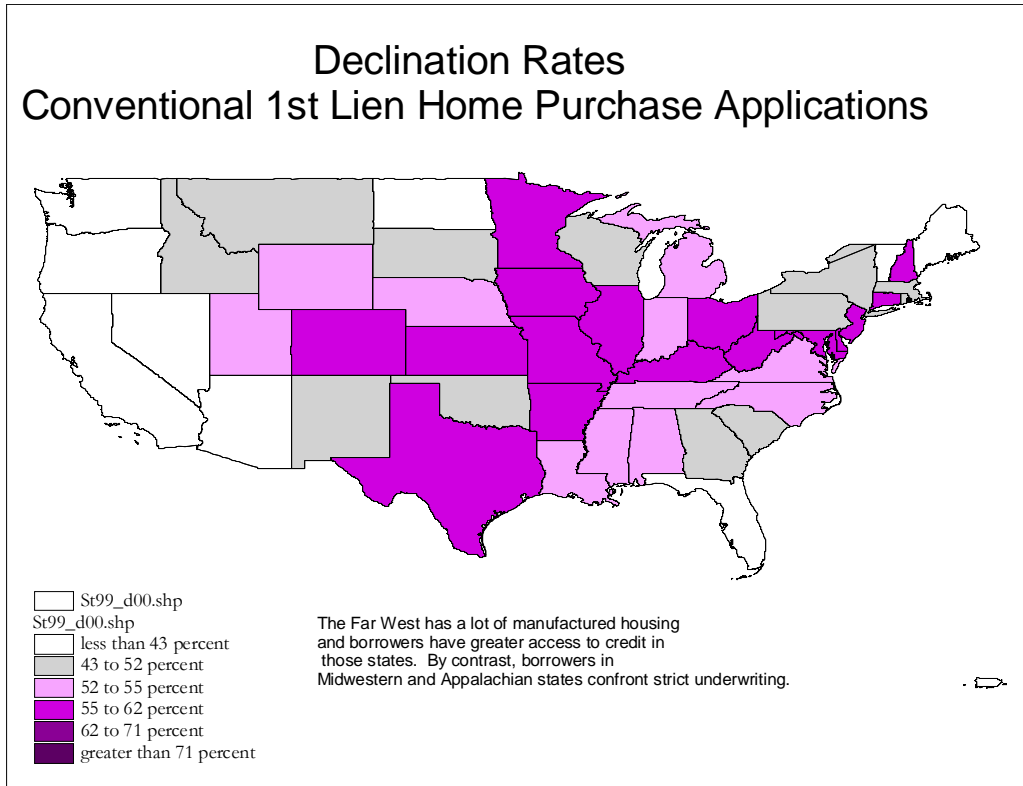 Declination Rates
Conventional 1st Lien Home Purchase Applications
St99_d00.shp
St99_d00.shp
less than 43 percent
43 to 52 percent
52 to 55 percent
55 to 62 percent
62 to 71 percent
greater than 71 percent
The Far West has a lot of manufactured housing
and borrowers have greater access to credit in
those states. By contrast, borrowers in
Midwestern and Appalachian states confront strict underwriting.